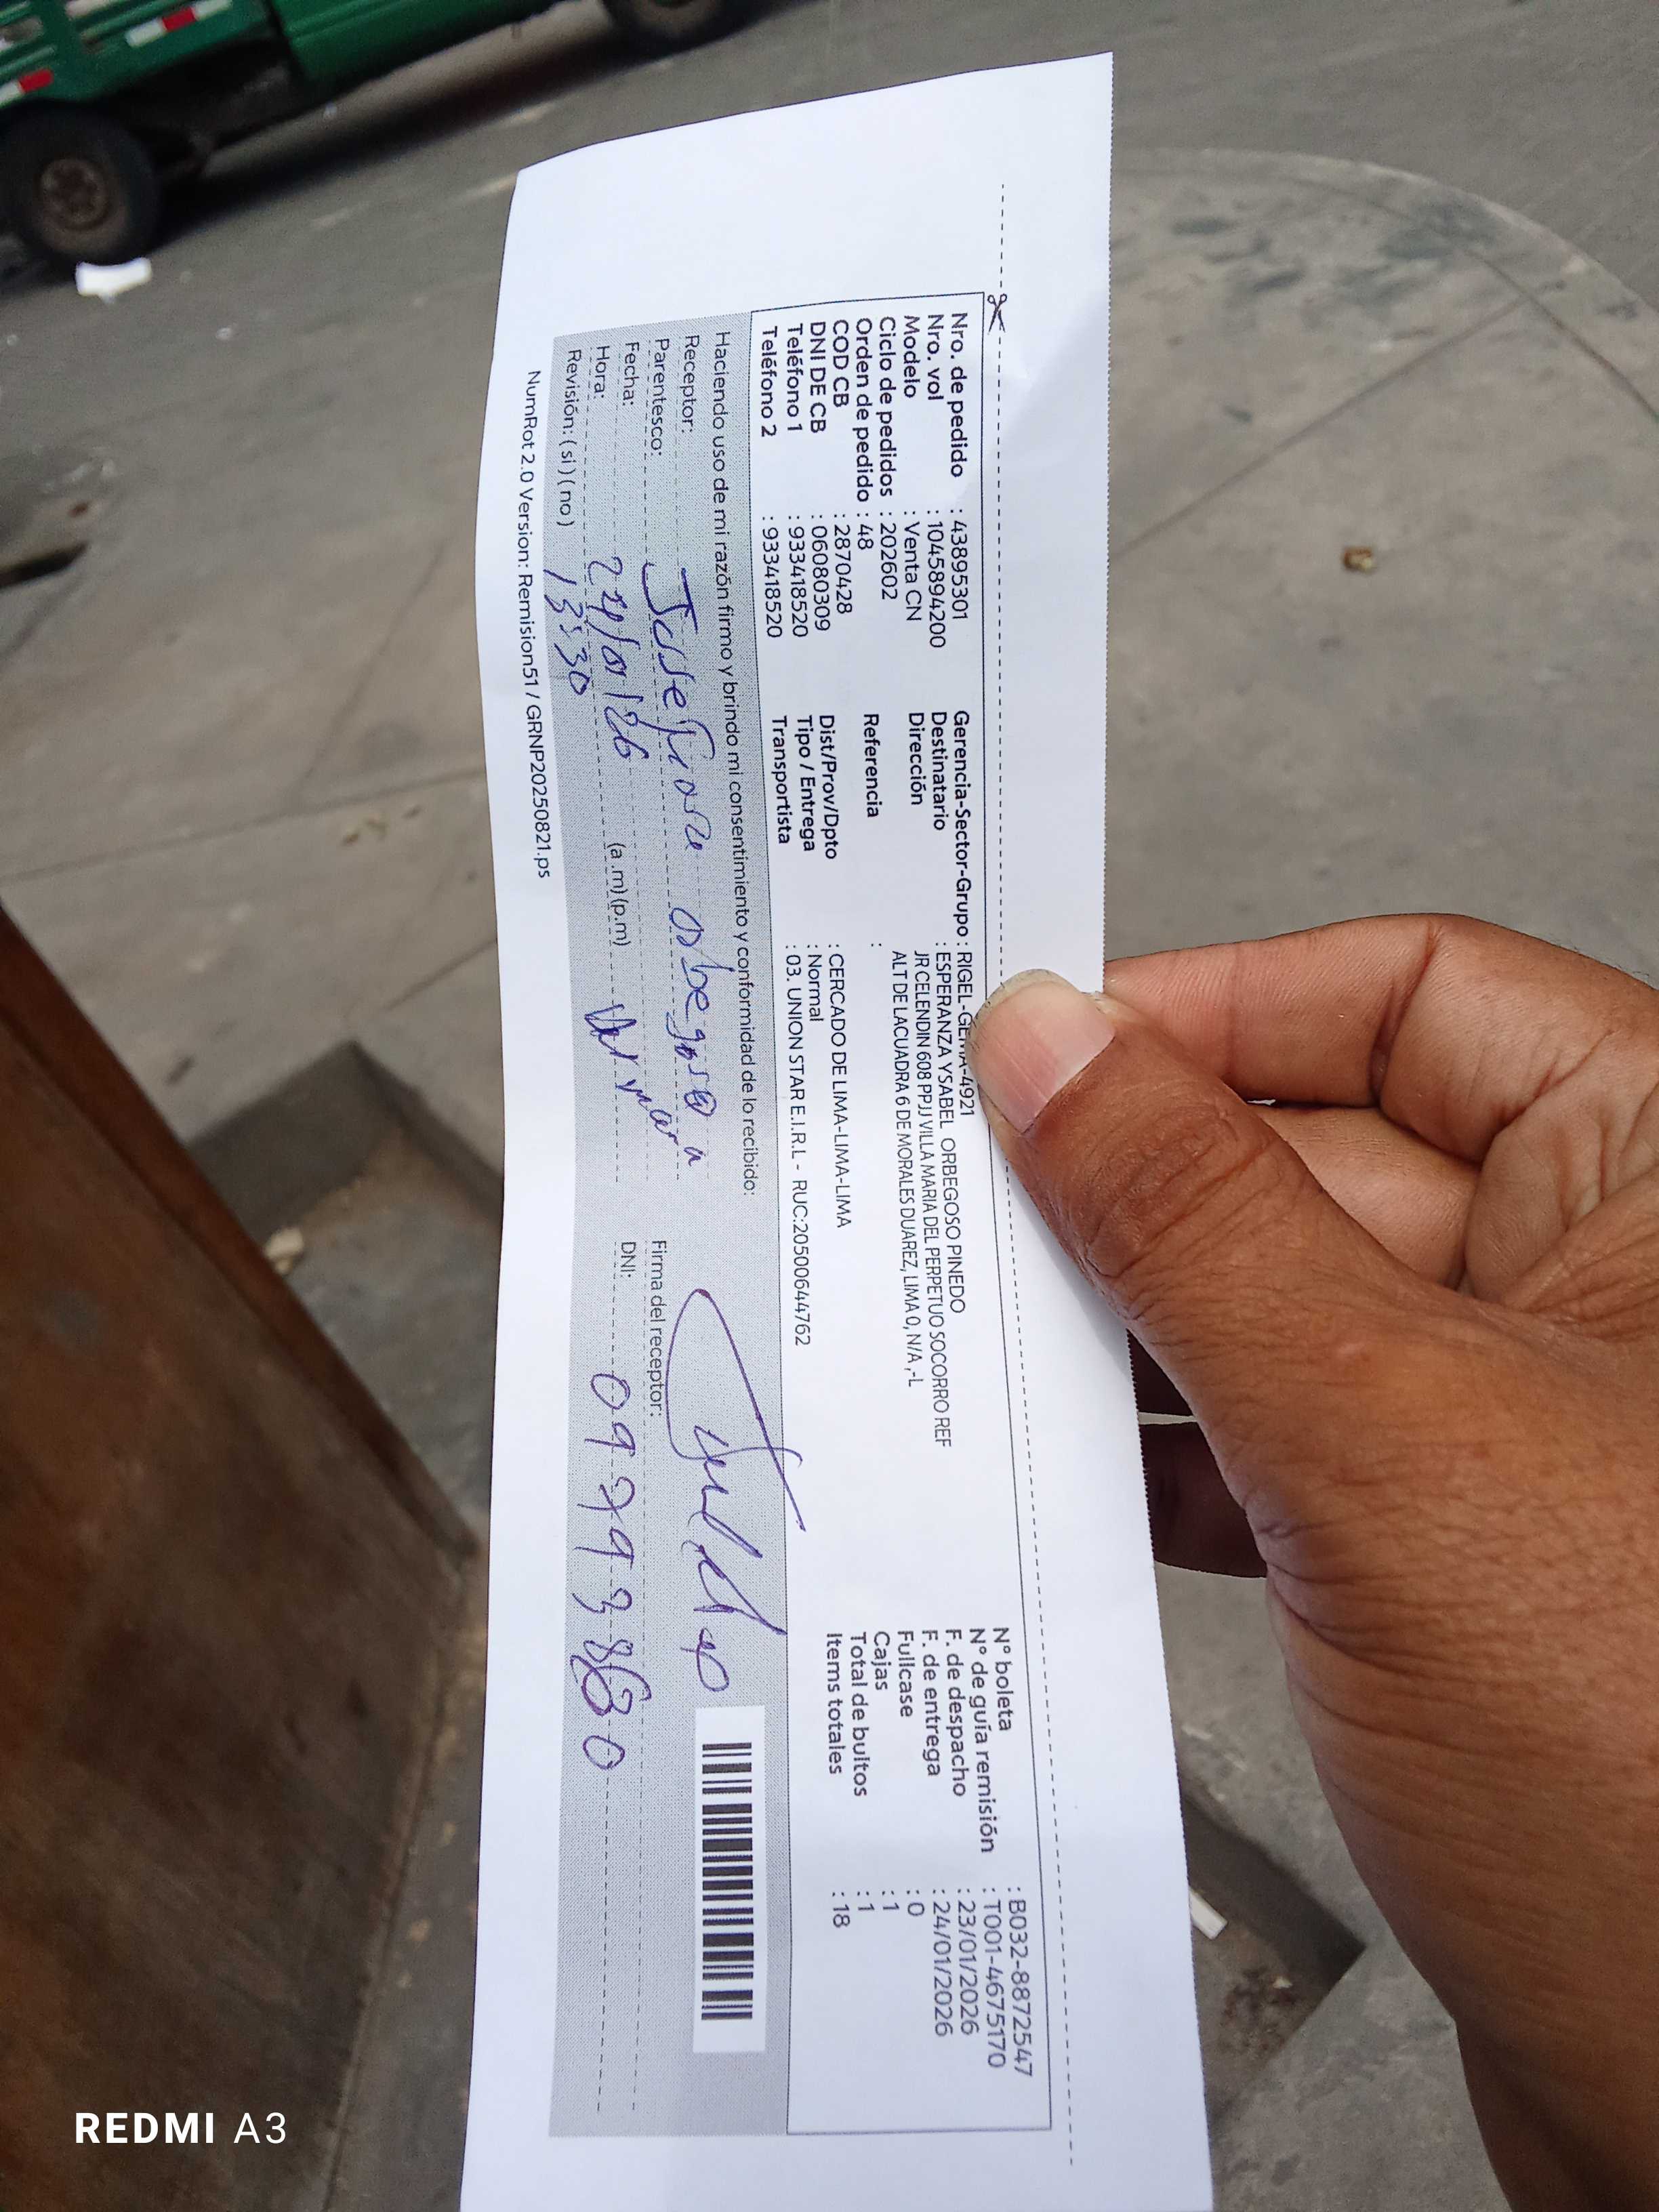 Nro. de pedido : 43895301
Nro. vol : 1045894200
Modelo : Venta CN
Ciclo de pedidos : 202602
Orden de pedido : 48
COD CB : 2870428
DNI DE CB : 06080309
Teléfono 1 : 933418520
Teléfono 2 : 933418520
Gerencia-Sector-Grupo : RIGEL-GEMA-4921
Destinatario : ESPERANZA YSABEL ORBEGOSO PINEDO
Dirección JR CELENDIN 608 PPJJ VILLA MARIA DEL PERPETUO SOCORRO REF
ALT DE LACUADRA 6 DE MORALES DUAREZ, LIMA 0, N/A,-L
Referencia :
Dist/Prov/Dpto : CERCADO DE LIMA-LIMA-LIMA
Tipo / Entrega : Normal
Transportista : 03. UNION STAR E.I.R.L - RUC:20500644762
N° boleta : B032-8872547
N° de guía remisión : T001-4675170
F. de despacho : 23/01/2026
F. de entrega : 24/01/2026
Fullcase : 0
Cajas : 1
Total de bultos : 1
Items totales : 18
Haciendo uso de mi razón firmo y brindo mi consentimiento y conformidad de lo recibido:
Receptor:
Parentesco:
Fecha: 24/01/26
Hora: 13:30 (a.m) (p.m)
Revisión: ( si ) ( no )
Firma del receptor:
DNI:
NumRot 2.0 Version: Remision51 / GRNP20250821.ps
REDMI A3